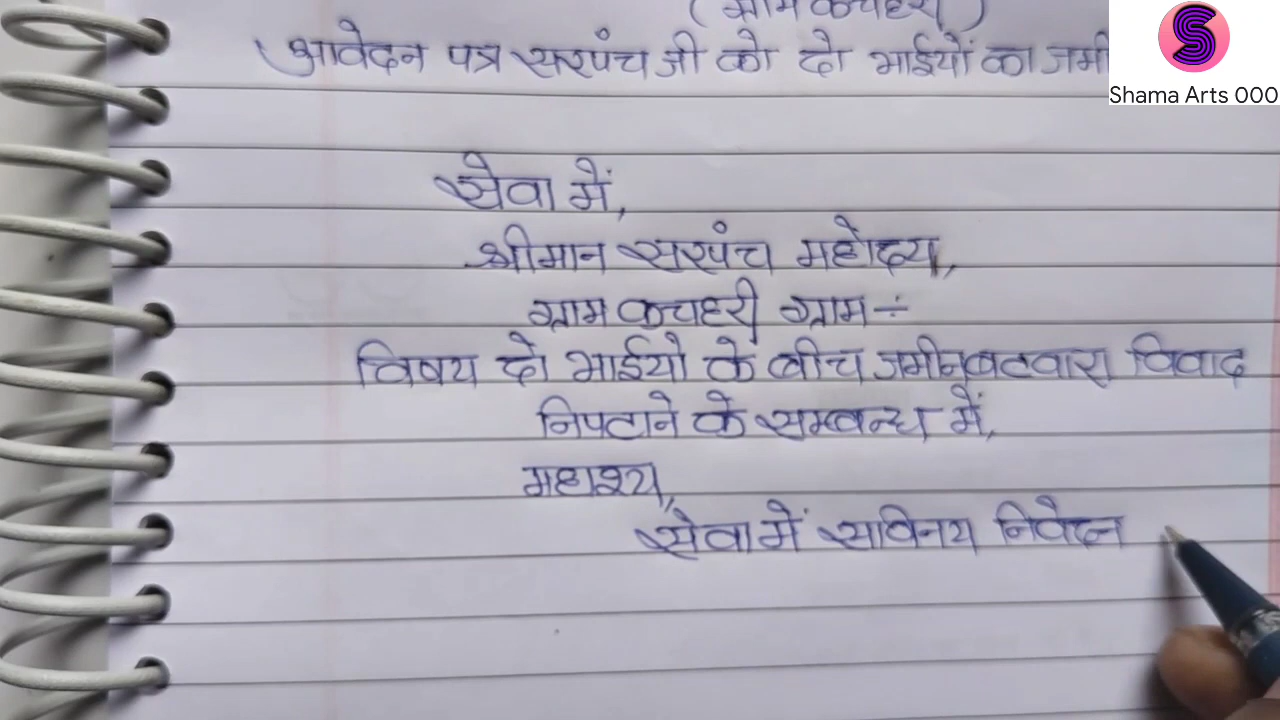 (ग्राम कचहरी)
आवेदन पत्र सरपंच जी को दो भाईयों का जमी
Shama Arts 000
सेवा में,
श्रीमान सरपंच महोदय,
ग्राम कचहरी ग्राम÷
विषय दो भाईयो के बीच जमीन बटवारा विवाद
निपटाने के सम्बन्ध में,
महाश्य,
सेवा में सविनय निवेदन